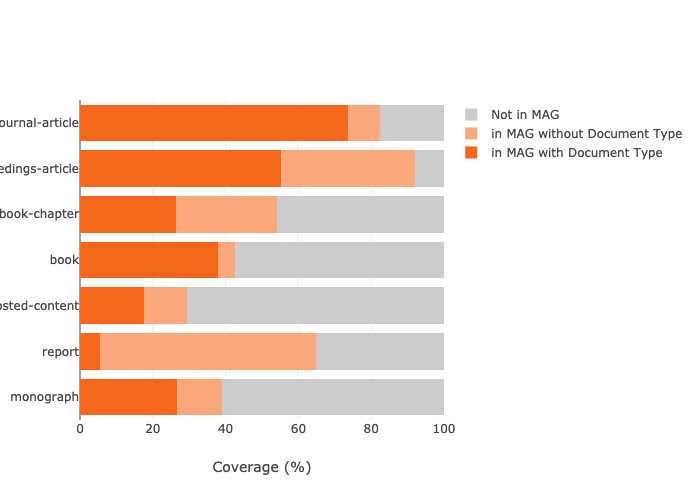 Not in MAG
in MAG without Document Type
in MAG with Document Type
ournal-article
edings-article
book-chapter
book
osted-content
report
monograph
0 20 40 60 80 100
Coverage (%)